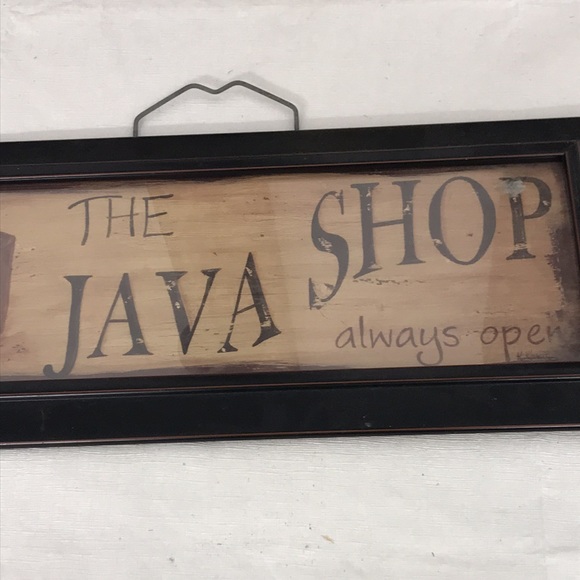 THE
JAVA SHOP
always open